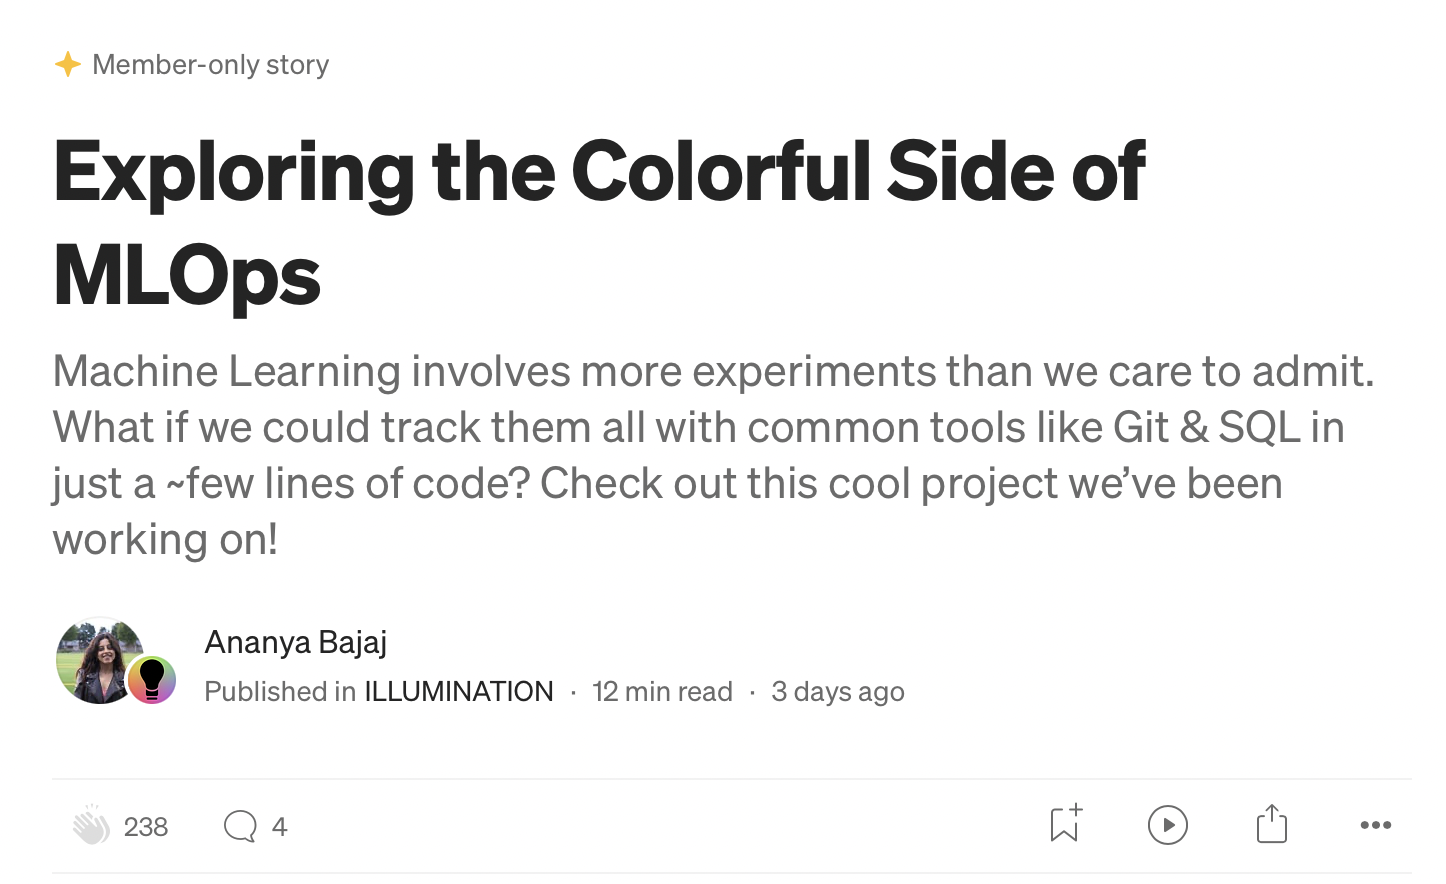 Member-only story
Exploring the Colorful Side of
MLOps
Machine Learning involves more experiments than we care to admit.
What if we could track them all with common tools like Git & SQL in
just a ~few lines of code? Check out this cool project we’ve been
working on!
Ananya Bajaj
Published in ILLUMINATION · 12 min read · 3 days ago
238 4